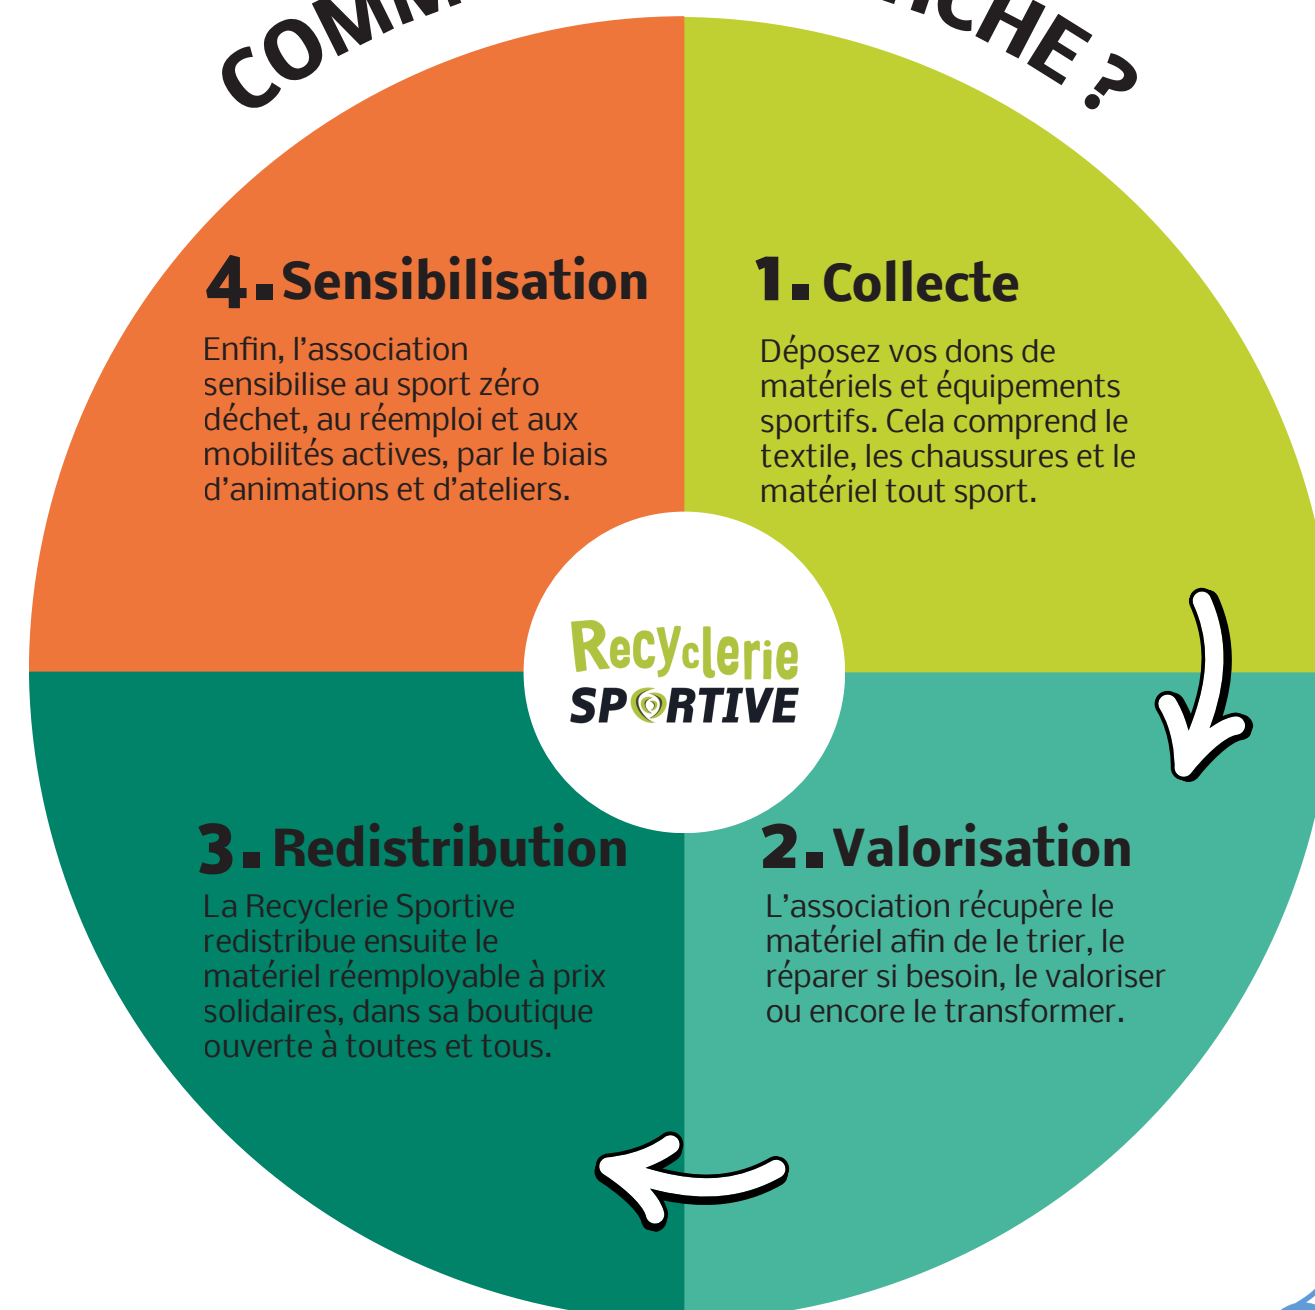 1. Collecte
Déposez vos dons de
matériels et équipements
sportifs. Cela comprend le
textile, les chaussures et le
matériel tout sport.
2. Valorisation
L’association récupère le
matériel afin de le trier, le
réparer si besoin, le valoriser
ou encore le transformer.
3. Redistribution
La Recyclerie Sportive
redistribue ensuite le
matériel réemployable à prix
solidaires, dans sa boutique
ouverte à toutes et tous.
4. Sensibilisation
Enfin, l’association
sensibilise au sport zéro
déchet, au réemploi et aux
mobilités actives, par le biais
d’animations et d’ateliers.
Recyclerie
SPORTIVE